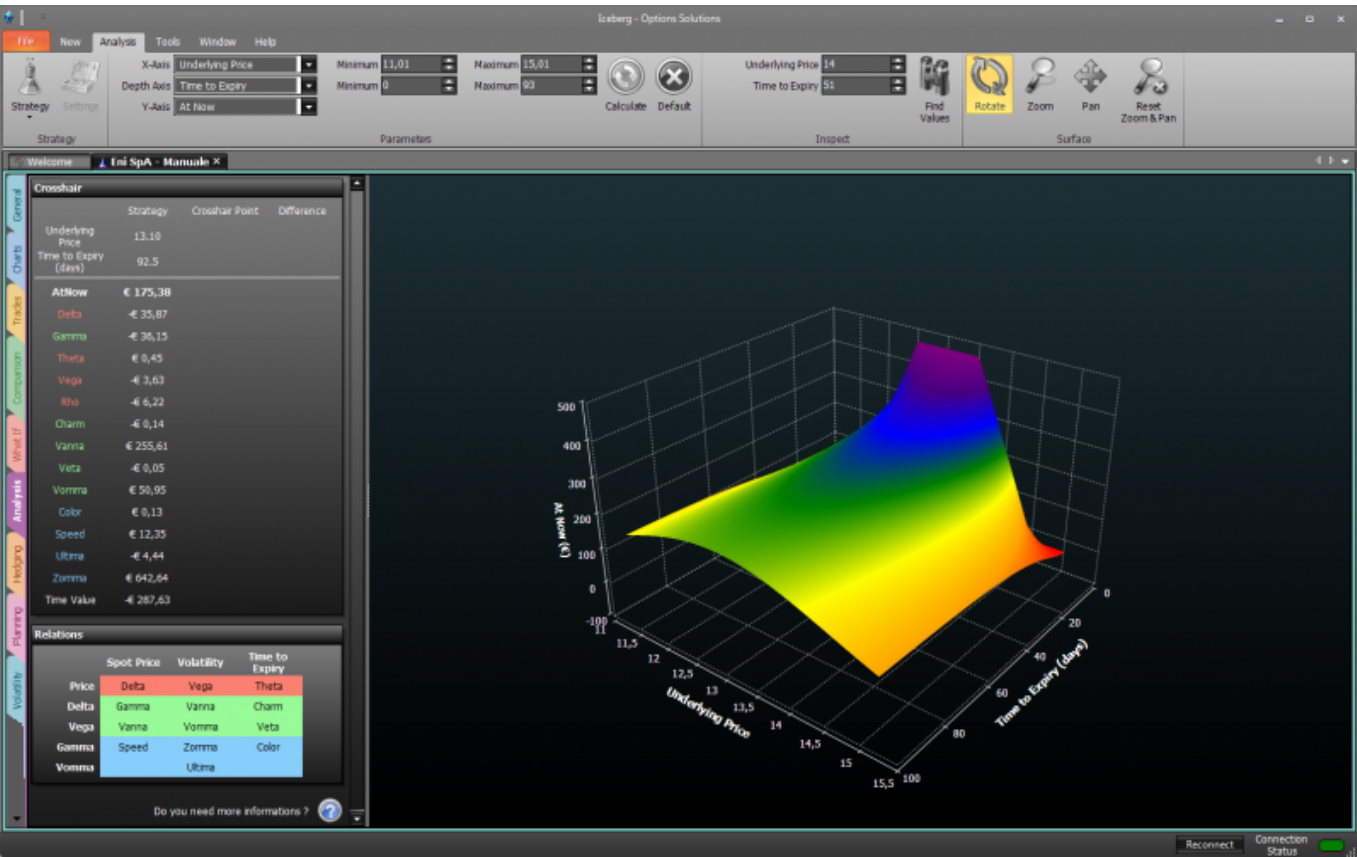 Iceberg - Options Solutions
File New Analysis Tools Window Help
X-Axis Underlying Price Minimum 11,01 Maximum 15,01 Underlying Price 14
Depth Axis Time to Expiry Minimum 0 Maximum 93 Time to Expiry 51
Y-Axis At Now
Strategy Settings Calculate Default Find Values Rotate Zoom Pan Reset Zoom & Pan
Strategy Parameters Inspect Surface
Welcome Eni SpA - Manuale ×
General
Charts
Trades
Comparison
What If
Analysis
Hedging
Planning
Volatility
Crosshair
Strategy Crosshair Point Difference
Underlying Price 13.10
Time to Expiry (days) 92.5
AtNow € 175,38
Delta -€ 35,87
Gamma -€ 36,15
Theta € 0,45
Vega -€ 3,63
Rho -€ 6,22
Charm -€ 0,14
Vanna € 255,61
Veta -€ 0,05
Vomma € 50,95
Color € 0,13
Speed € 12,35
Ultima -€ 4,44
Zomma € 642,64
Time Value -€ 287,63
Relations
Spot Price Volatility Time to Expiry
Price Delta Vega Theta
Delta Gamma Vanna Charm
Vega Vanna Vomma Veta
Gamma Speed Zomma Color
Vomma Ultima
Do you need more informations ?
500
400
300
200
100
0
-100
At Now (€)
11
11,5
12
12,5
13
13,5
14
14,5
15
15,5
Underlying Price
0
20
40
60
80
100
Time to Expiry (days)
Reconnect Connection Status